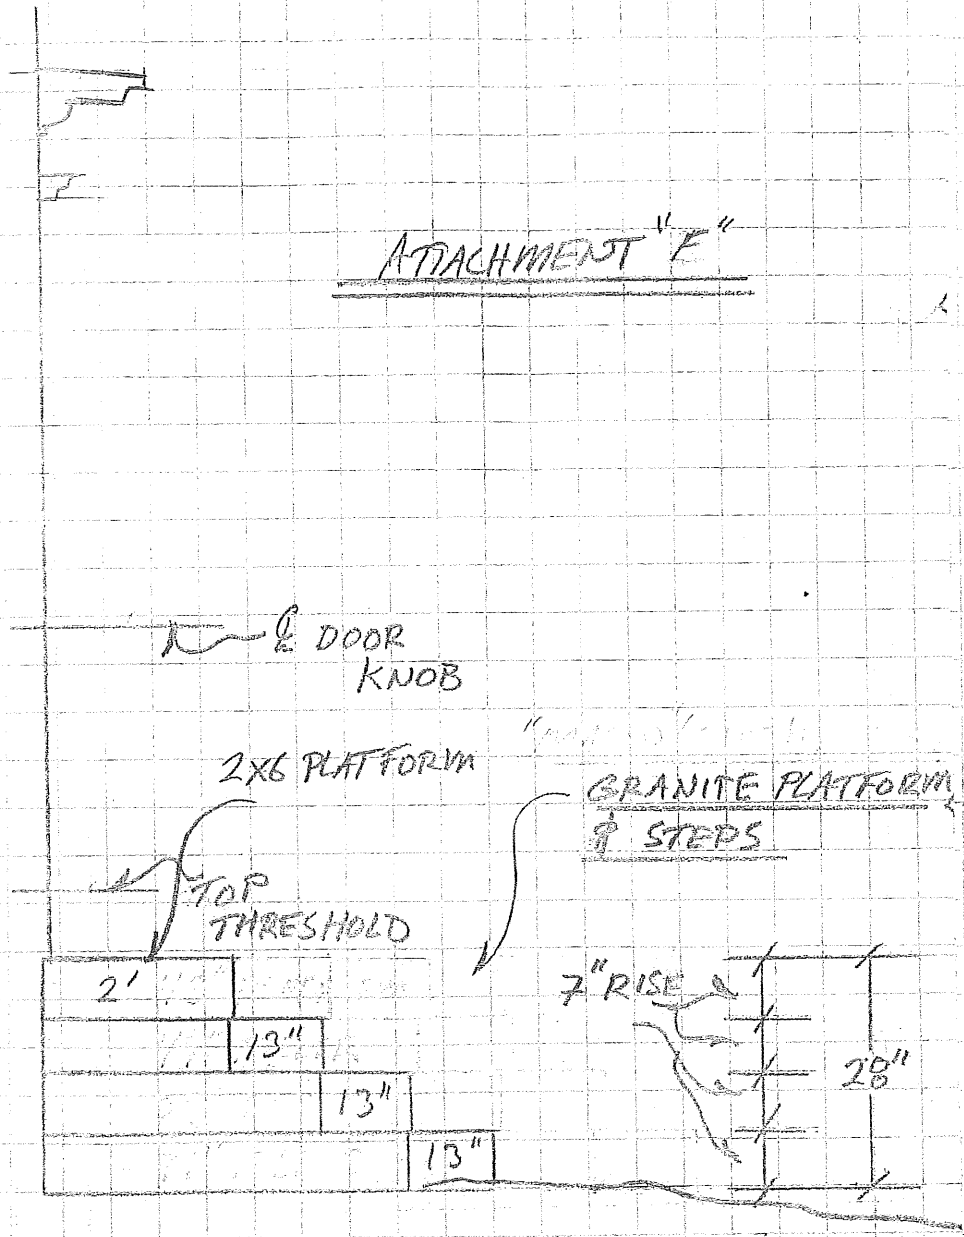 ATTACHMENT "F"
℄ DOOR
KNOB
2X6 PLATFORM
GRANITE PLATFORM
& STEPS
TOP
THRESHOLD
2'
7" RISE
13"
28"
13"
13"